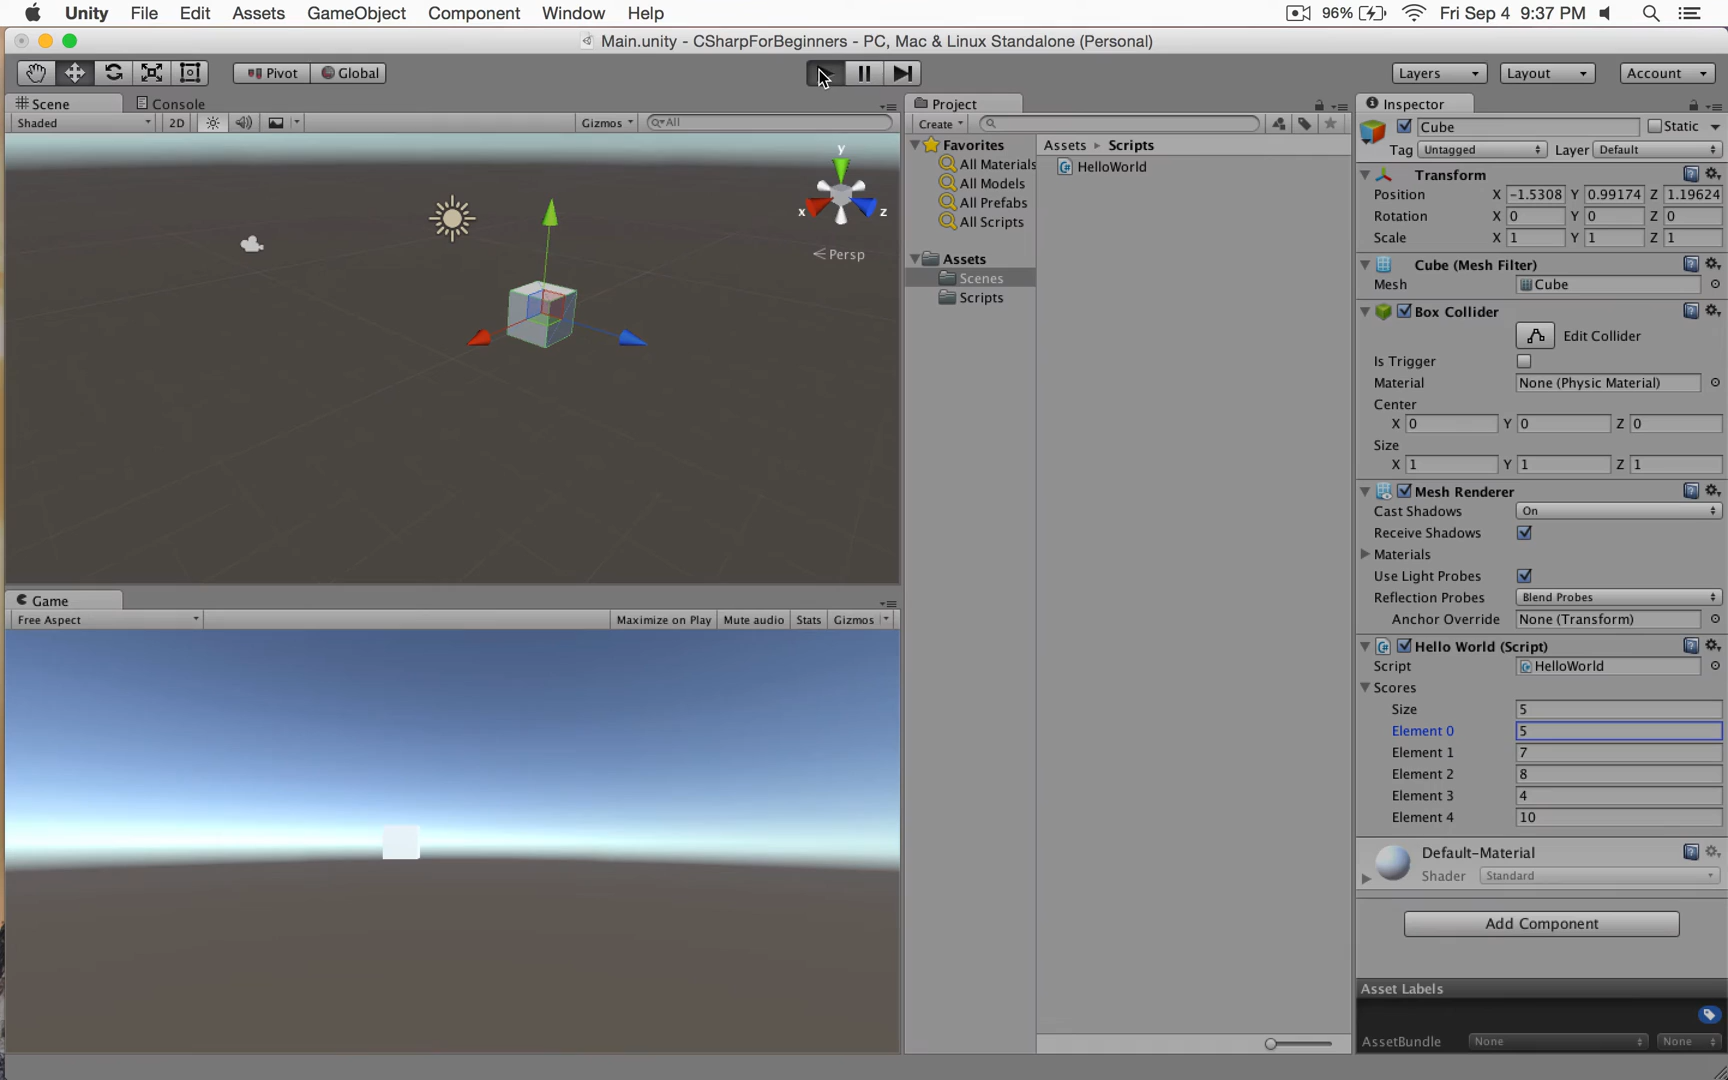 Unity File Edit Assets GameObject Component Window Help 96% Fri Sep 4 9:37 PM
Main.unity - CSharpForBeginners - PC, Mac & Linux Standalone (Personal)
Pivot Global Layers Layout Account
Scene Console
Shaded 2D Gizmos All
y
x
z
Persp
Game
Free Aspect Maximize on Play Mute audio Stats Gizmos
Project
Create
Favorites
All Materials
All Models
All Prefabs
All Scripts
Assets
Scenes
Scripts
Assets Scripts
HelloWorld
Inspector
Cube Static
Tag Untagged Layer Default
Transform
Position X -1.5308 Y 0.99174 Z 1.19624
Rotation X 0 Y 0 Z 0
Scale X 1 Y 1 Z 1
Cube (Mesh Filter)
Mesh Cube
Box Collider
Edit Collider
Is Trigger
Material None (Physic Material)
Center
X 0 Y 0 Z 0
Size
X 1 Y 1 Z 1
Mesh Renderer
Cast Shadows On
Receive Shadows
Materials
Use Light Probes
Reflection Probes Blend Probes
Anchor Override None (Transform)
Hello World (Script)
Script HelloWorld
Scores
Size 5
Element 0 5
Element 1 7
Element 2 8
Element 3 4
Element 4 10
Default-Material
Shader Standard
Add Component
Asset Labels
AssetBundle None None